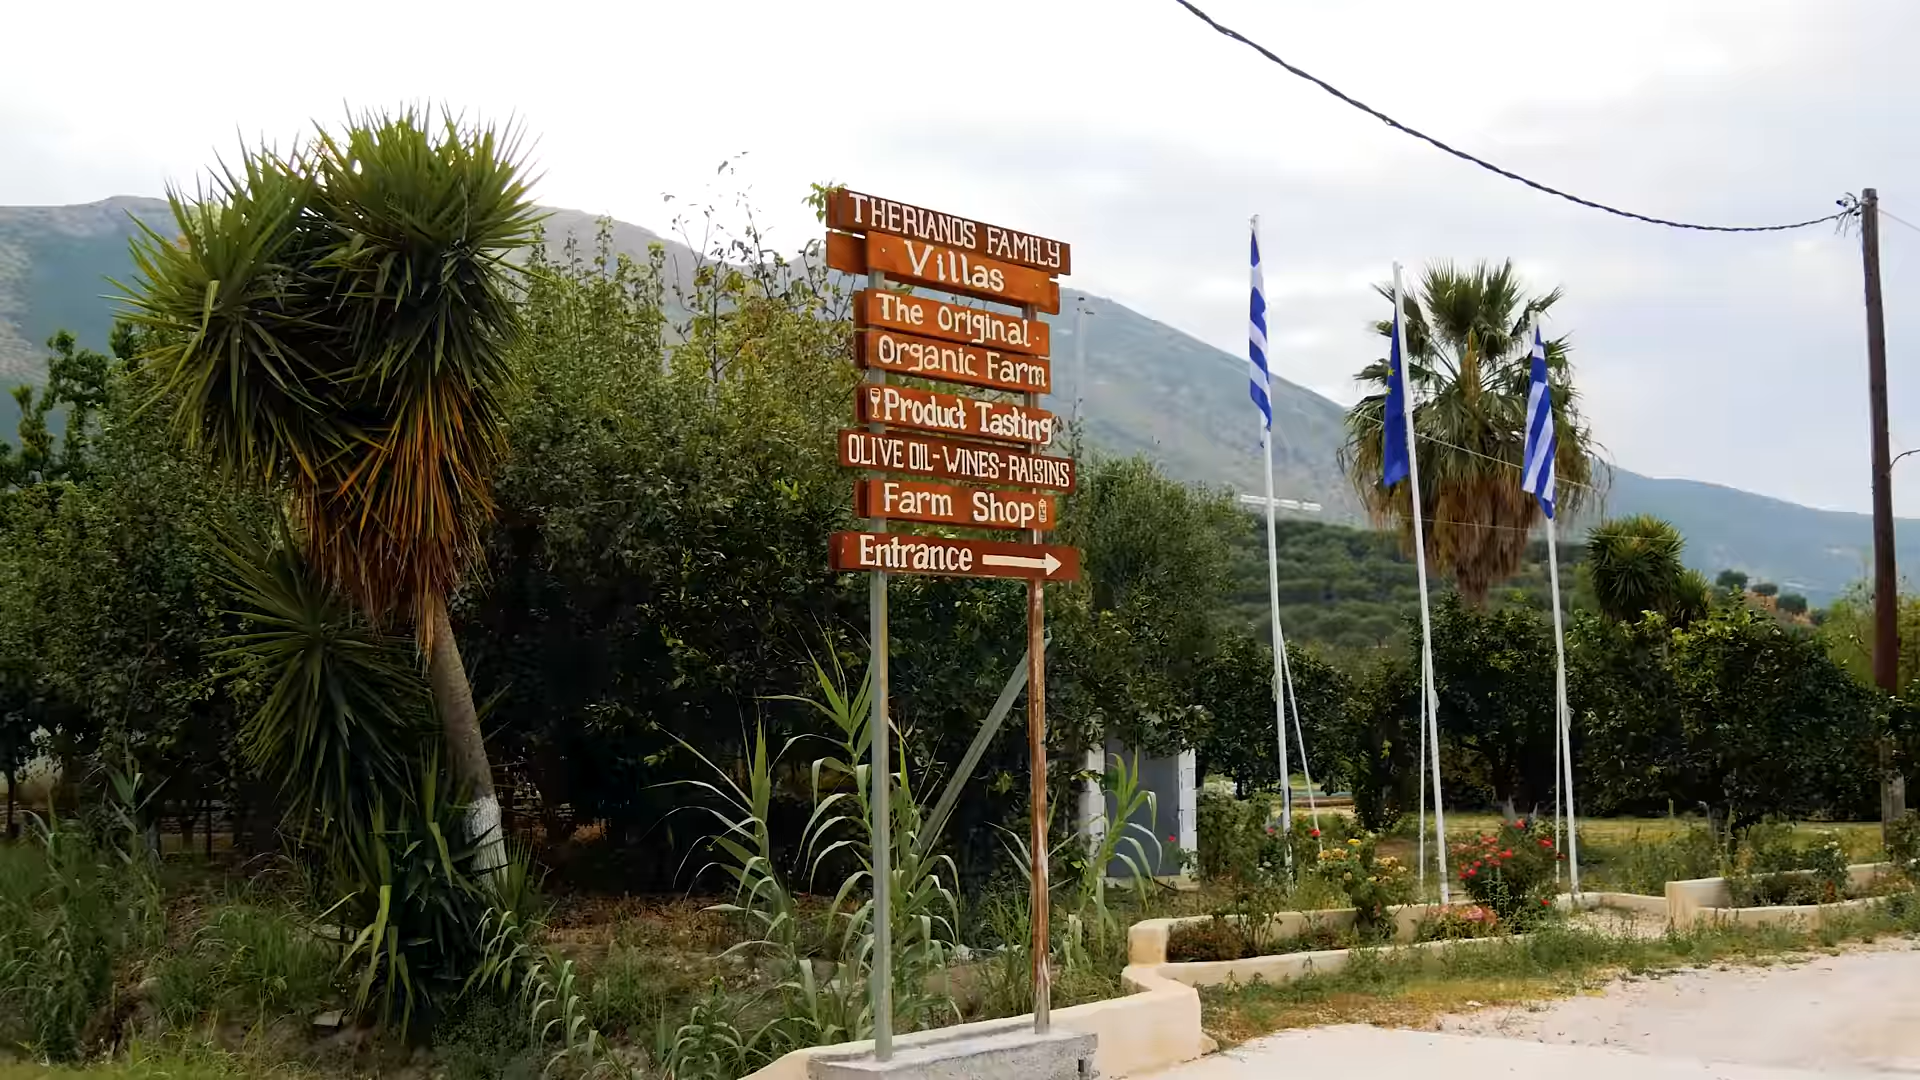 THERIANOS FAMILY
Villas
The Original
Organic Farm
Product Tasting
OLIVE OIL-WINES-RAISINS
Farm Shop
Entrance